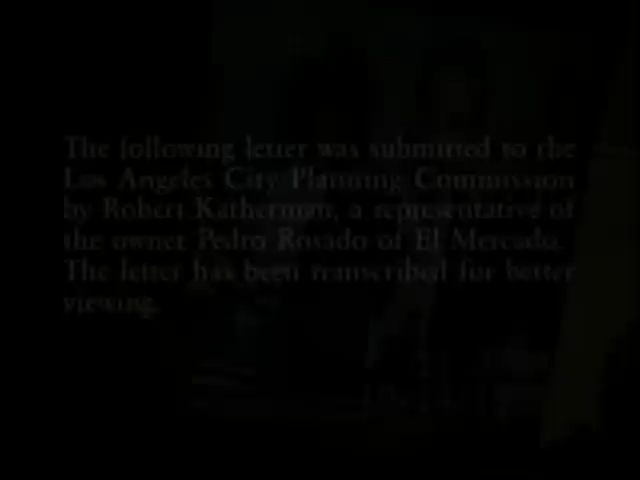 The following letter was submitted to the
Los Angeles City Planning Commission
by Robert Katherman, a representative of
the owner Pedro Rosado of El Mercado.
The letter has been transcribed for better
viewing.